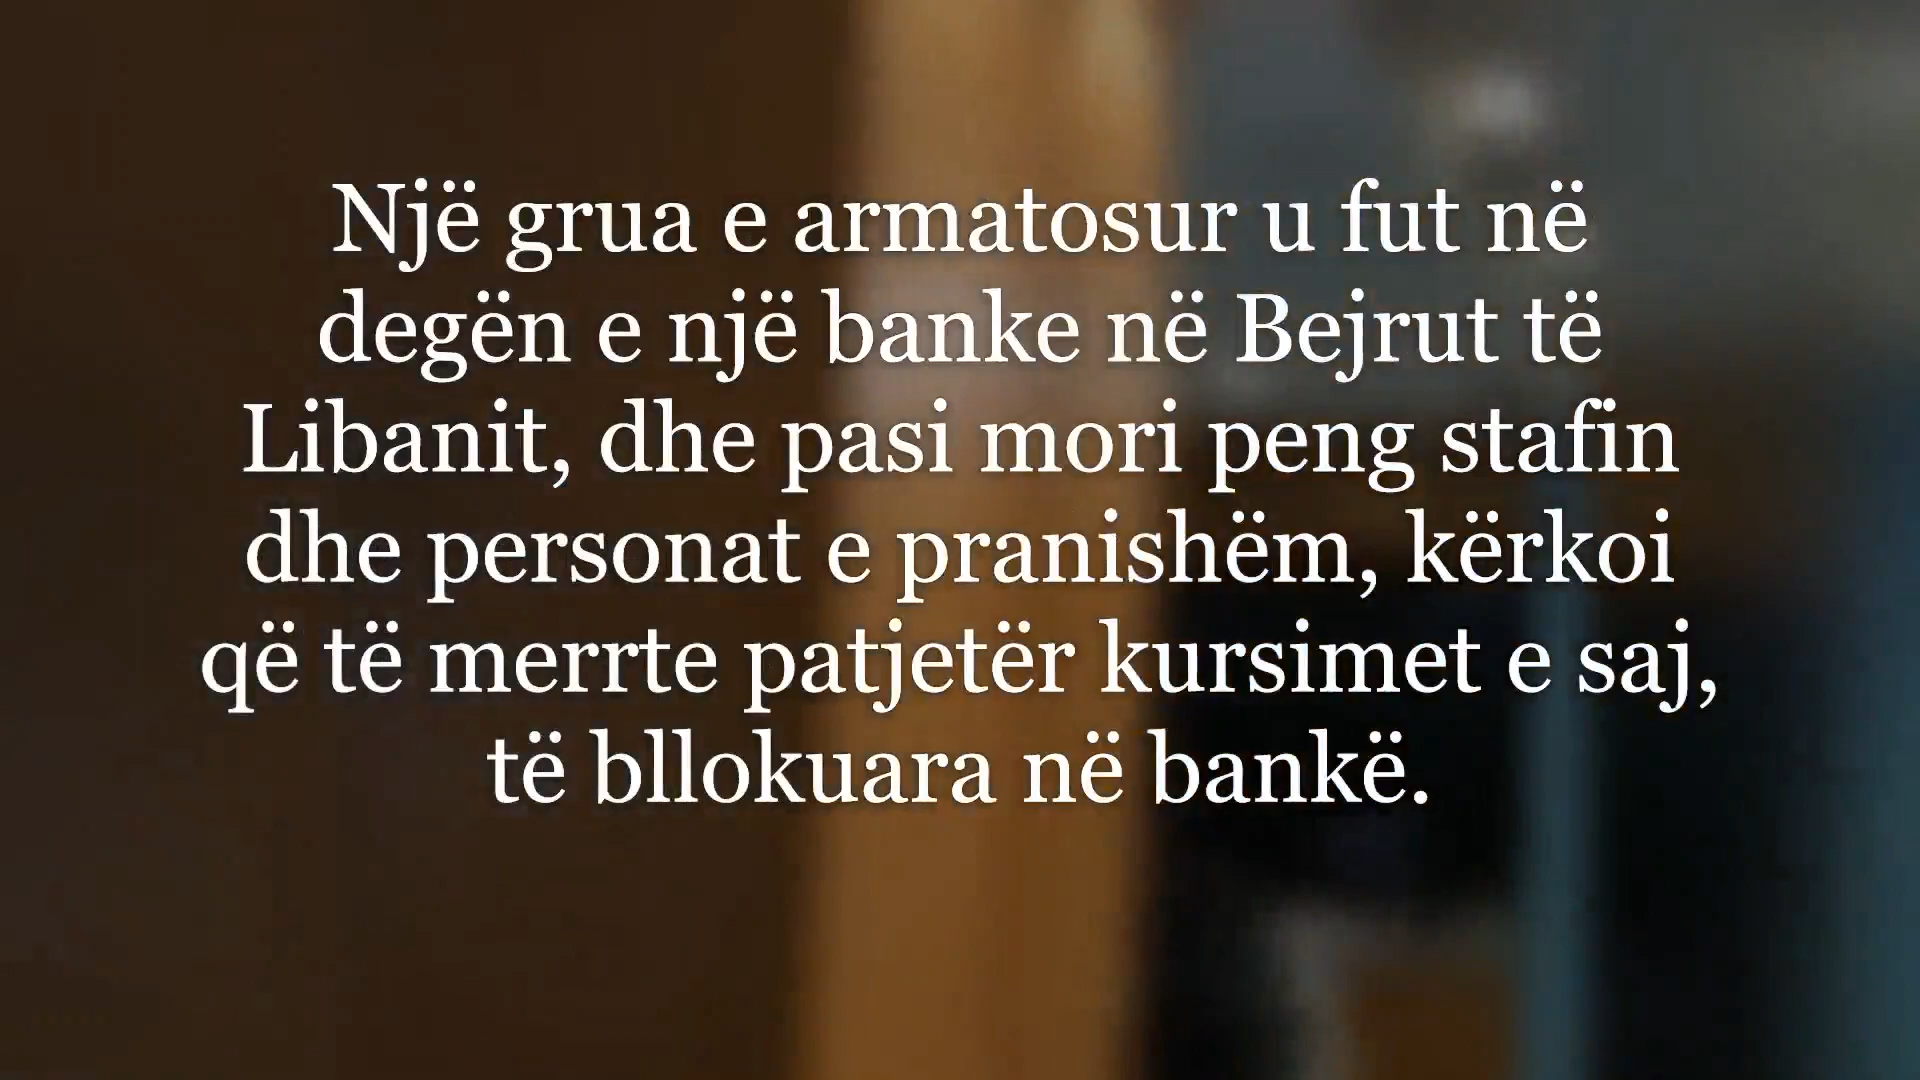 Një grua e armatosur u fut në
degën e një banke në Bejrut të
Libanit, dhe pasi mori peng stafin
dhe personat e pranishëm, kërkoi
që të merrte patjetër kursimet e saj,
të bllokuara në bankë.